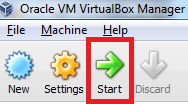 Oracle VM VirtualBox Manager
File Machine Help
New Settings Start Discard